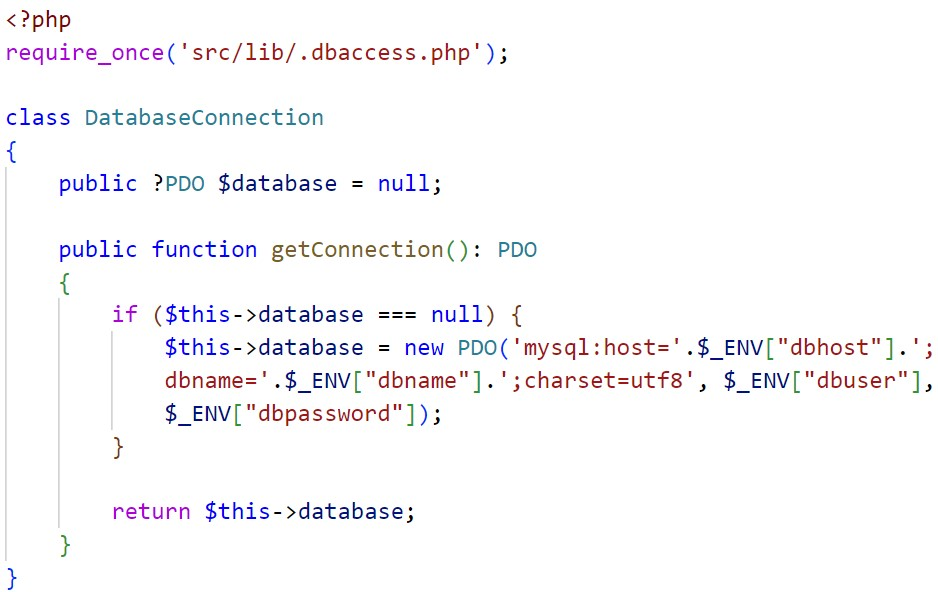 <?php
require_once('src/lib/.dbaccess.php');
class DatabaseConnection
{
    public ?PDO $database = null;
    public function getConnection(): PDO
    {
        if ($this->database === null) {
            $this->database = new PDO('mysql:host='.$_ENV["dbhost"].';
            dbname='.$_ENV["dbname"].';charset=utf8', $_ENV["dbuser"],
            $_ENV["dbpassword"]);
        }
        return $this->database;
    }
}